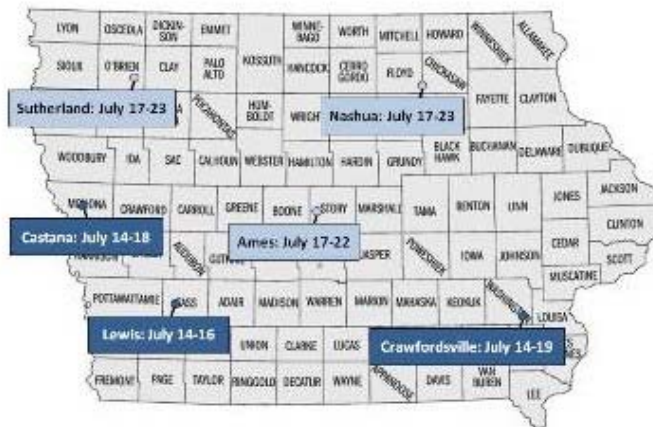 LYON
OSCEOLA
DICKIN-
SON
EMMET
WINNE-
BAGO
WORTH
MITCHELL
HOWARD
WINNESHIEK
ALLAMAKEE
KOSSUTH
SIOUX
O'BRIEN
CLAY
PALO
ALTO
HANCOCK
CERRO
GORDO
FLOYD
CHICKASAW
FAYETTE
CLAYTON
Sutherland: July 17-23
POCAHONTAS
HUM-
BOLDT
WRIGHT
Nashua: July 17-23
WOODBURY
IDA
SAC
CALHOUN
WEBSTER
HAMILTON
HARDIN
GRUNDY
BLACK
HAWK
BUCHANAN
DELAWARE
DUBUQUE
MONONA
CRAWFORD
CARROLL
GREENE
BOONE
STORY
MARSHALL
TAMA
BENTON
LINN
JONES
JACKSON
CLINTON
Castana: July 14-18
Ames: July 17-22
HARRISON
AUDUBON
JASPER
POWESHIEK
IOWA
JOHNSON
CEDAR
SCOTT
MUSCATINE
POTTAWATTAMIE
CASS
ADAIR
MADISON
WARREN
MARION
MAHASKA
KEOKUK
WASHINGTON
LOUISA
Lewis: July 14-16
UNION
CLARKE
LUCAS
Crawfordsville: July 14-19
FREMONT
PAGE
TAYLOR
RINGGOLD
DECATUR
WAYNE
APPANOOSE
DAVIS
VAN
BUREN
LEE